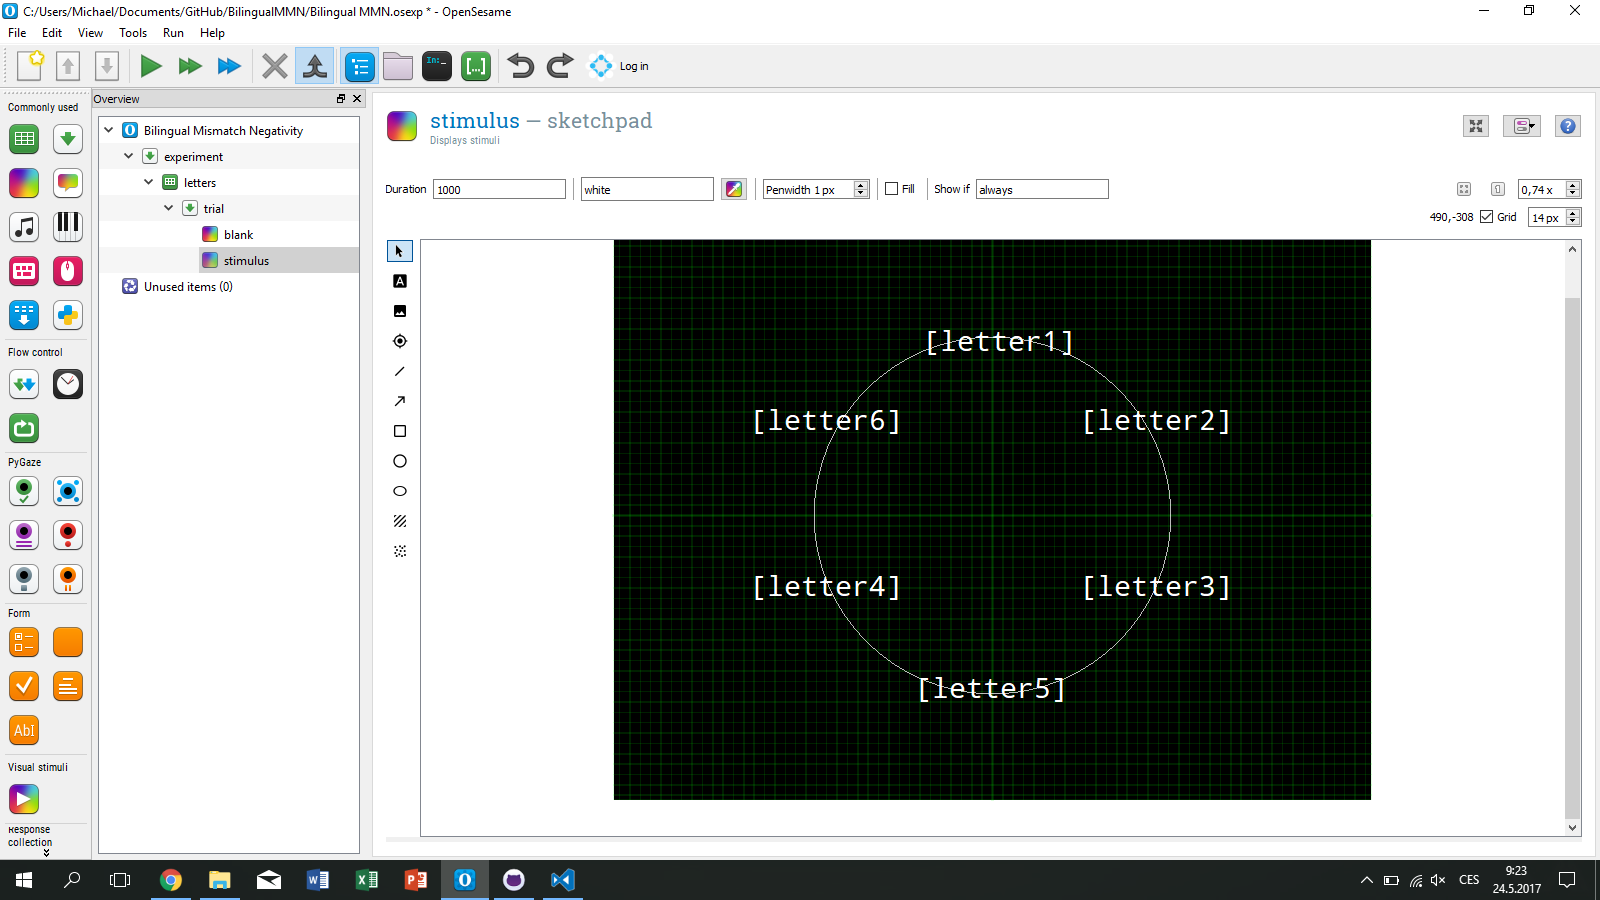 C:/Users/Michael/Documents/GitHub/BilingualMMN/Bilingual MMN.osexp * - OpenSesame
File Edit View Tools Run Help
In:_
[...]
Log in
Commonly used
Overview
Bilingual Mismatch Negativity
experiment
letters
trial
blank
stimulus
Unused items (0)
Flow control
PyGaze
Form
AbI
Visual stimuli
Response
collection
stimulus — sketchpad
Displays stimuli
Duration 1000 white Penwidth 1 px Fill Show if always 0,74 x
490,-308 Grid 14 px
A
[letter1]
[letter6] [letter2]
[letter4] [letter3]
[letter5]
CES
9:23
24.5.2017